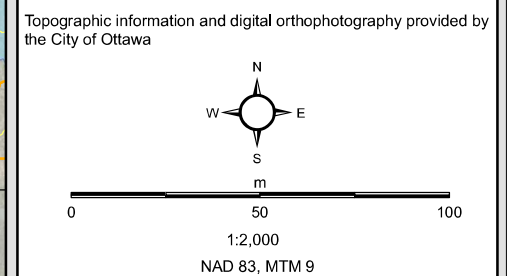 Topographic information and digital orthophotography provided by
the City of Ottawa
N
W E
S
m
0 50 100
1:2,000
NAD 83, MTM 9